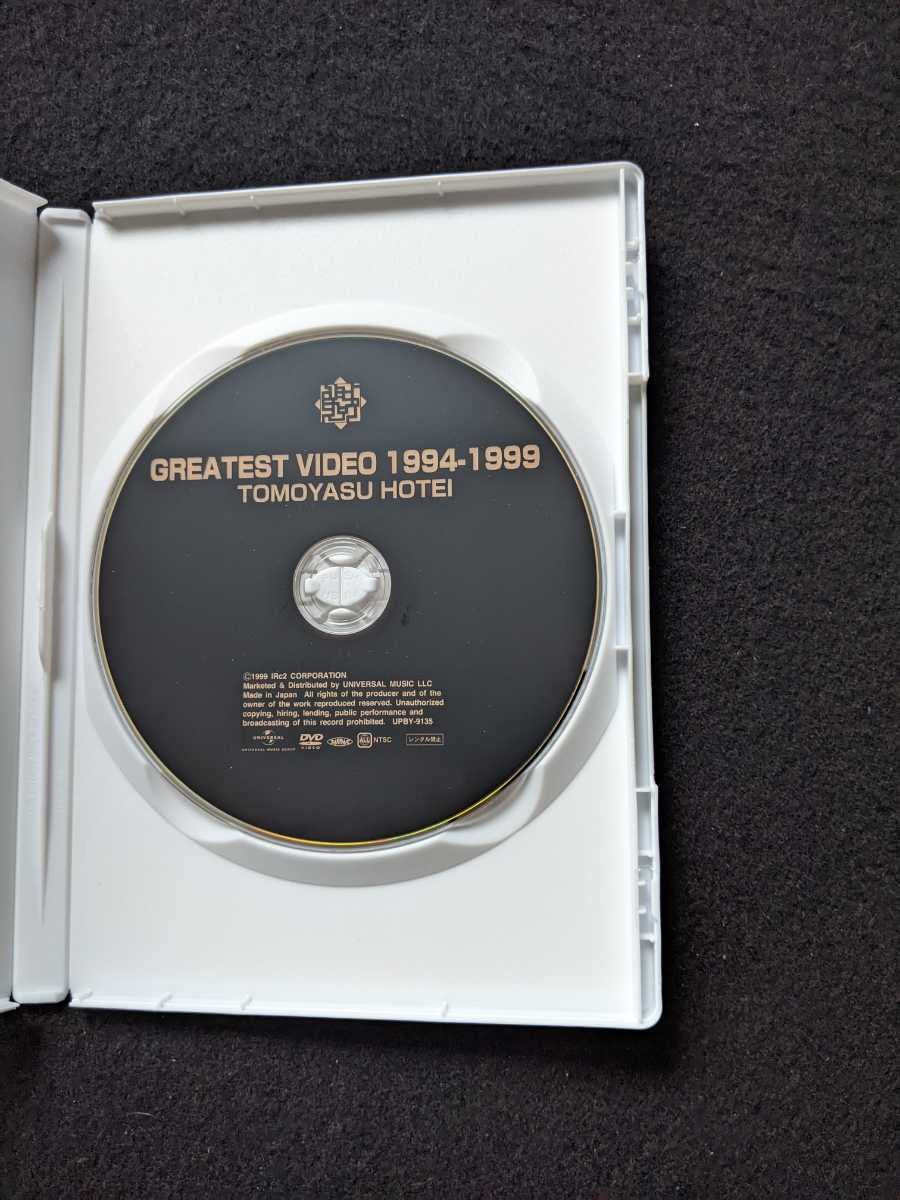 GREATEST VIDEO 1994-1999
TOMOYASU HOTEI
©1999 IRc2 CORPORATION
Marketed & Distributed by UNIVERSAL MUSIC LLC
Made in Japan All rights of the producer and of the
owner of the work reproduced reserved. Unauthorized
copying, hiring, lending, public performance and
broadcasting of this record prohibited. UPBY-9135
UNIVERSAL
UNIVERSAL MUSIC GROUP
DVD
VIDEO
ALL
NTSC
レンタル禁止